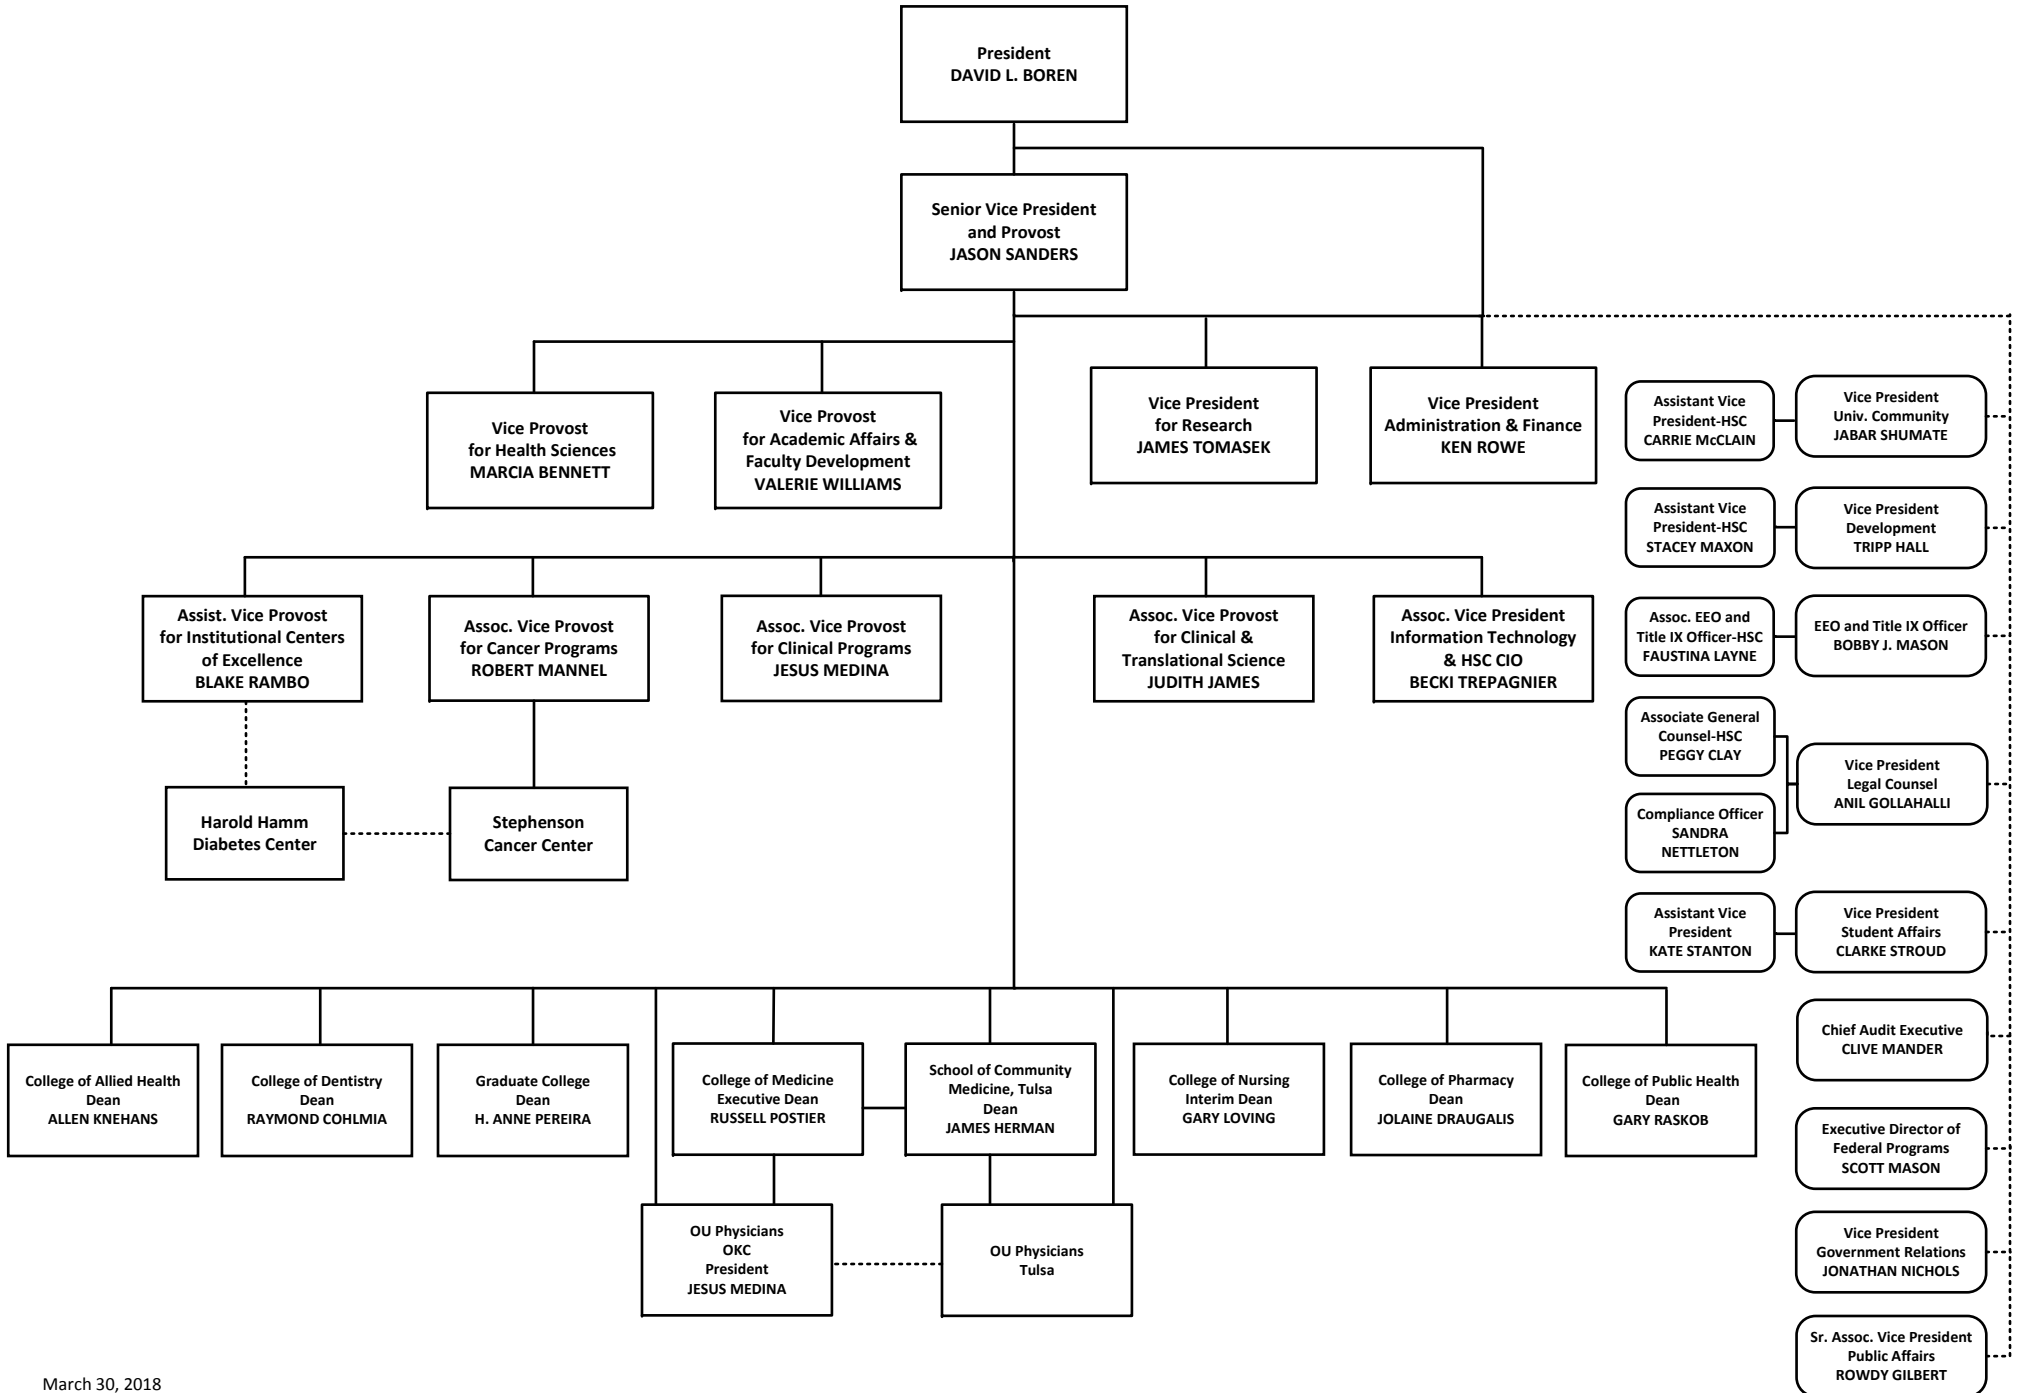 President
DAVID L. BOREN
Senior Vice President
and Provost
JASON SANDERS
Vice Provost
for Health Sciences
MARCIA BENNETT
Vice Provost
for Academic Affairs &
Faculty Development
VALERIE WILLIAMS
Vice President
for Research
JAMES TOMASEK
Vice President
Administration & Finance
KEN ROWE
Assistant Vice
President-HSC
CARRIE McCLAIN
Vice President
Univ. Community
JABAR SHUMATE
Assistant Vice
President-HSC
STACEY MAXON
Vice President
Development
TRIPP HALL
Assist. Vice Provost
for Institutional Centers
of Excellence
BLAKE RAMBO
Assoc. Vice Provost
for Cancer Programs
ROBERT MANNEL
Assoc. Vice Provost
for Clinical Programs
JESUS MEDINA
Assoc. Vice Provost
for Clinical &
Translational Science
JUDITH JAMES
Assoc. Vice President
Information Technology
& HSC CIO
BECKI TREPAGNIER
Assoc. EEO and
Title IX Officer-HSC
FAUSTINA LAYNE
EEO and Title IX Officer
BOBBY J. MASON
Associate General
Counsel-HSC
PEGGY CLAY
Vice President
Legal Counsel
ANIL GOLLAHALLI
Compliance Officer
SANDRA
NETTLETON
Harold Hamm
Diabetes Center
Stephenson
Cancer Center
Assistant Vice
President
KATE STANTON
Vice President
Student Affairs
CLARKE STROUD
Chief Audit Executive
CLIVE MANDER
College of Allied Health
Dean
ALLEN KNEHANS
College of Dentistry
Dean
RAYMOND COHLMIA
Graduate College
Dean
H. ANNE PEREIRA
College of Medicine
Executive Dean
RUSSELL POSTIER
School of Community
Medicine, Tulsa
Dean
JAMES HERMAN
College of Nursing
Interim Dean
GARY LOVING
College of Pharmacy
Dean
JOLAINE DRAUGALIS
College of Public Health
Dean
GARY RASKOB
Executive Director of
Federal Programs
SCOTT MASON
OU Physicians
OKC
President
JESUS MEDINA
OU Physicians
Tulsa
Vice President
Government Relations
JONATHAN NICHOLS
Sr. Assoc. Vice President
Public Affairs
ROWDY GILBERT
March 30, 2018